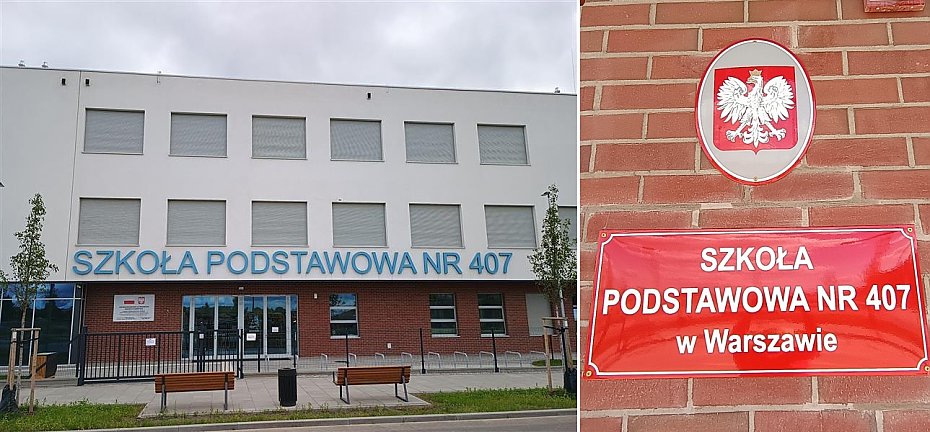 SZKOŁA PODSTAWOWA NR 407
SZKOŁA
PODSTAWOWA NR 407
w Warszawie